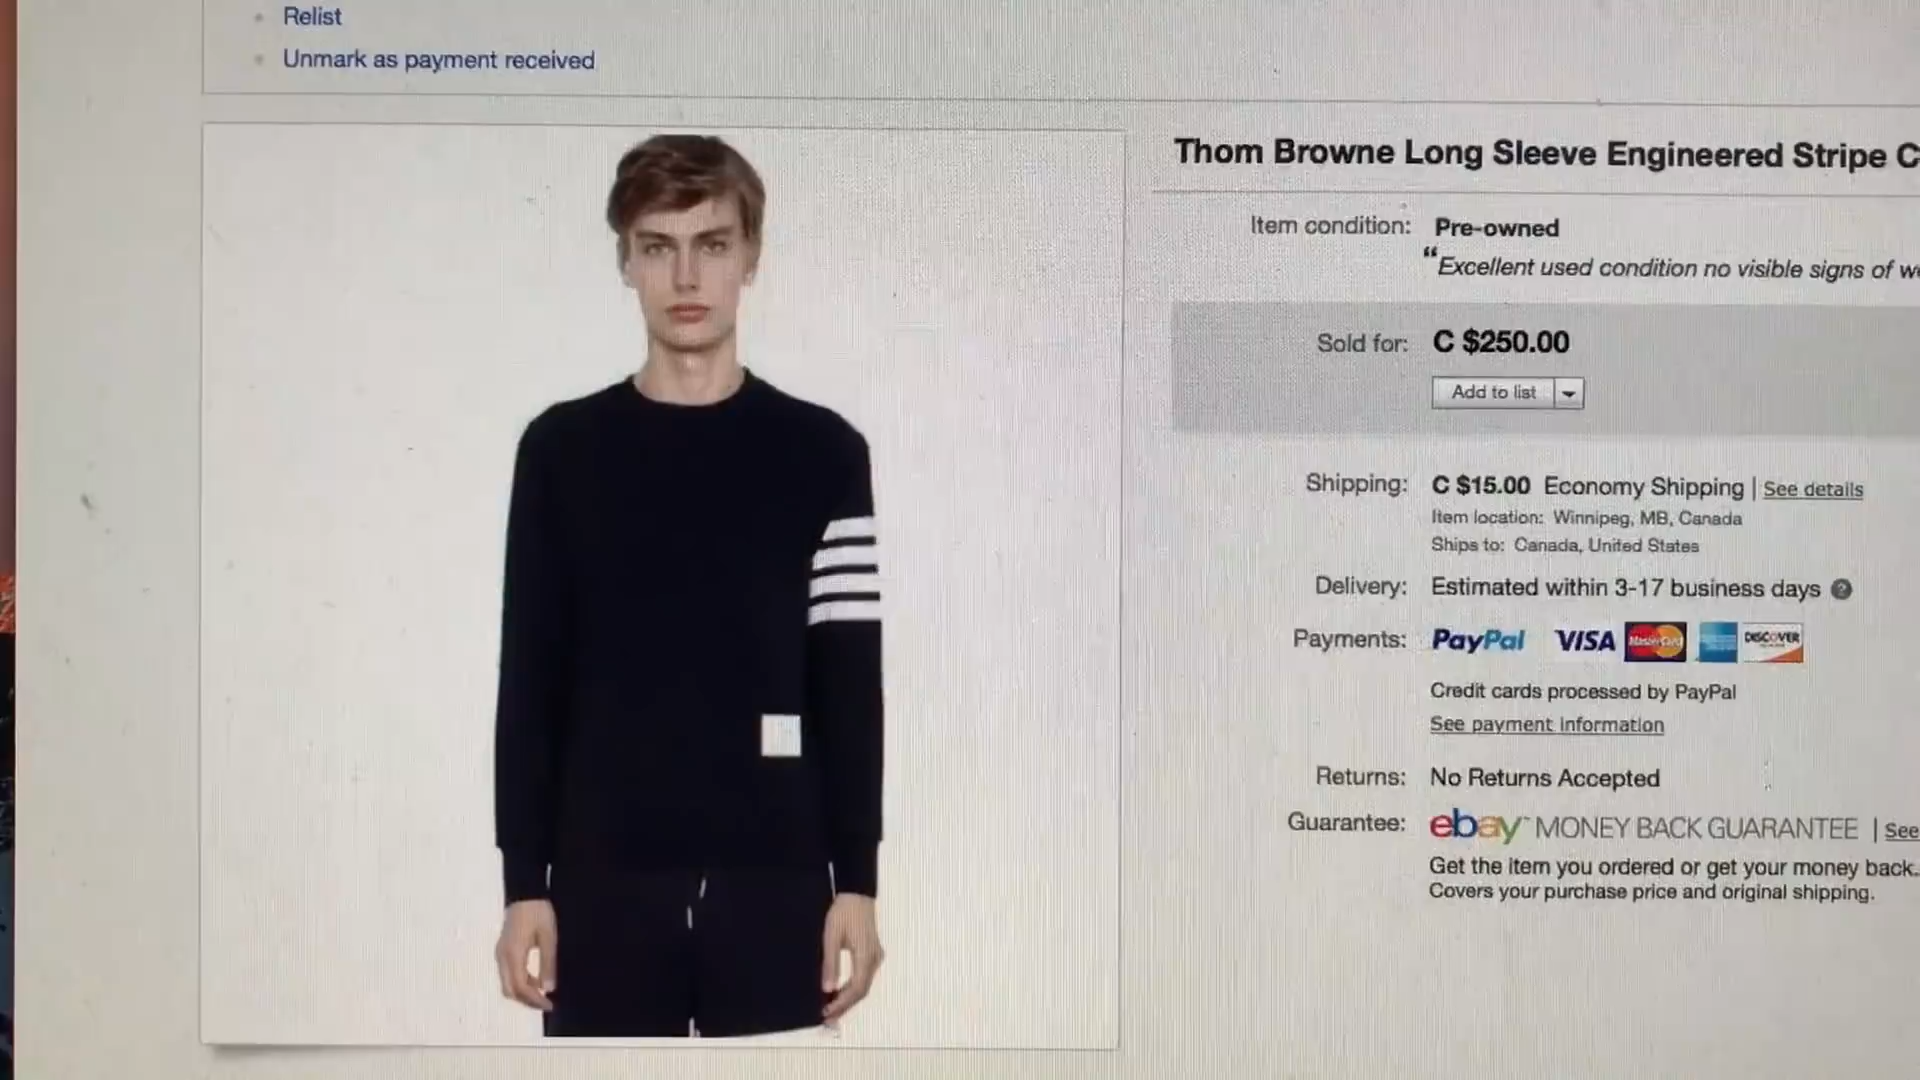 Relist
Unmark as payment received
Thom Browne Long Sleeve Engineered Stripe C
Item condition: Pre-owned
“Excellent used condition no visible signs of we
Sold for: C $250.00
Add to list
Shipping: C $15.00 Economy Shipping | See details
Item location: Winnipeg, MB, Canada
Ships to: Canada, United States
Delivery: Estimated within 3-17 business days ?
Payments: PayPal VISA MasterCard DISCOVER
Credit cards processed by PayPal
See payment information
Returns: No Returns Accepted
Guarantee: ebay™ MONEY BACK GUARANTEE | See
Get the item you ordered or get your money back.
Covers your purchase price and original shipping.